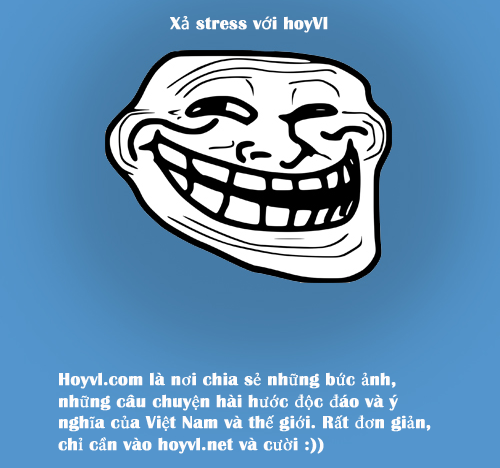 Xả stress với hoyVl
Hoyvl.com là nơi chia sẻ những bức ảnh,
những câu chuyện hài hước độc đáo và ý
nghĩa của Việt Nam và thế giới. Rất đơn giản,
chỉ cần vào hoyvl.net và cười :))